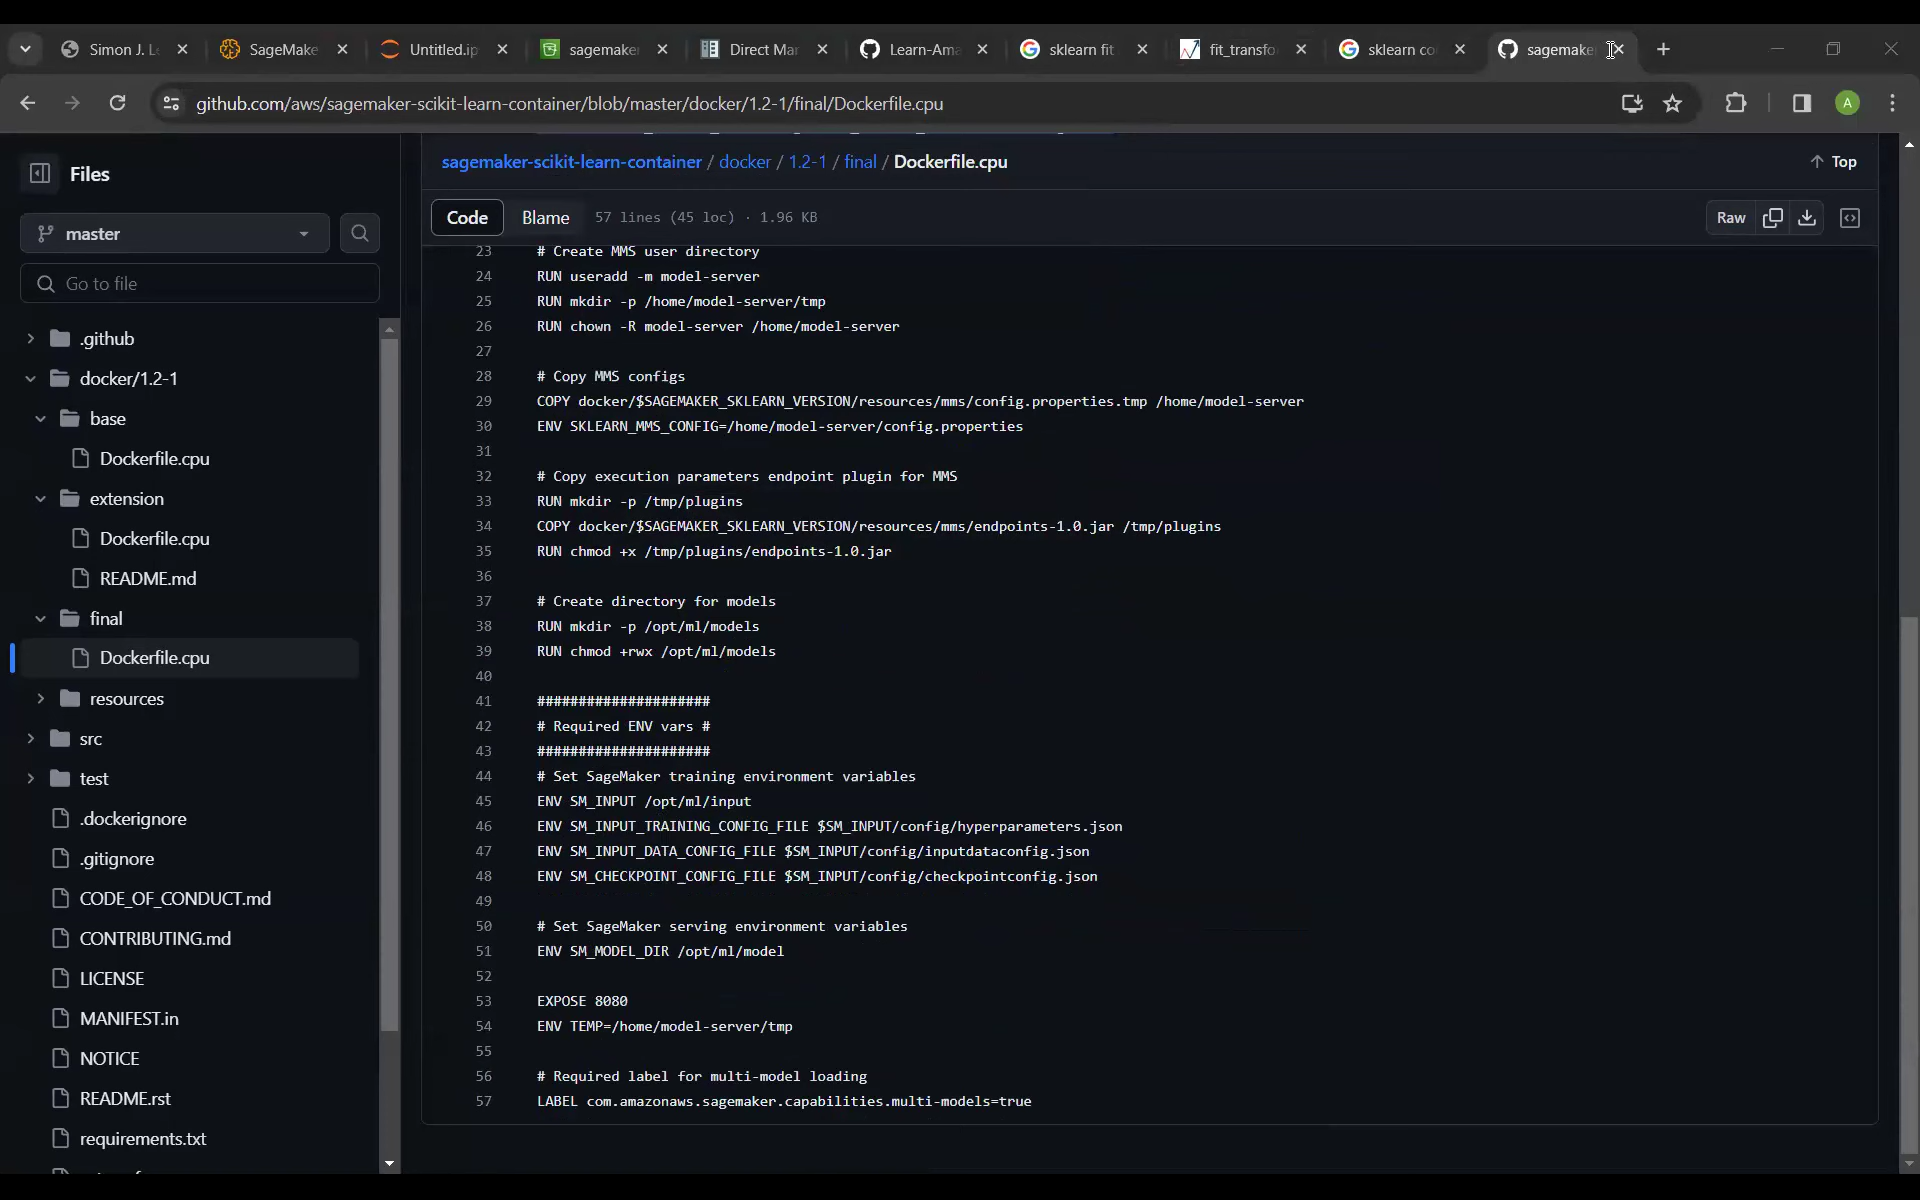 Simon J. Le
SageMake
Untitled.ip
sagemaker
Direct Mar
Learn-Ama
sklearn fit
fit_transfo
sklearn co
sagemaker
github.com/aws/sagemaker-scikit-learn-container/blob/master/docker/1.2-1/final/Dockerfile.cpu
A
Files
master
Go to file
.github
docker/1.2-1
base
Dockerfile.cpu
extension
Dockerfile.cpu
README.md
final
Dockerfile.cpu
resources
src
test
.dockerignore
.gitignore
CODE_OF_CONDUCT.md
CONTRIBUTING.md
LICENSE
MANIFEST.in
NOTICE
README.rst
requirements.txt
sagemaker-scikit-learn-container / docker / 1.2-1 / final / Dockerfile.cpu
Top
Code Blame 57 lines (45 loc) · 1.96 KB Raw
23 # Create MMS user directory
24 RUN useradd -m model-server
25 RUN mkdir -p /home/model-server/tmp
26 RUN chown -R model-server /home/model-server
27
28 # Copy MMS configs
29 COPY docker/$SAGEMAKER_SKLEARN_VERSION/resources/mms/config.properties.tmp /home/model-server
30 ENV SKLEARN_MMS_CONFIG=/home/model-server/config.properties
31
32 # Copy execution parameters endpoint plugin for MMS
33 RUN mkdir -p /tmp/plugins
34 COPY docker/$SAGEMAKER_SKLEARN_VERSION/resources/mms/endpoints-1.0.jar /tmp/plugins
35 RUN chmod +x /tmp/plugins/endpoints-1.0.jar
36
37 # Create directory for models
38 RUN mkdir -p /opt/ml/models
39 RUN chmod +rwx /opt/ml/models
40
41 #####################
42 # Required ENV vars #
43 #####################
44 # Set SageMaker training environment variables
45 ENV SM_INPUT /opt/ml/input
46 ENV SM_INPUT_TRAINING_CONFIG_FILE $SM_INPUT/config/hyperparameters.json
47 ENV SM_INPUT_DATA_CONFIG_FILE $SM_INPUT/config/inputdataconfig.json
48 ENV SM_CHECKPOINT_CONFIG_FILE $SM_INPUT/config/checkpointconfig.json
49
50 # Set SageMaker serving environment variables
51 ENV SM_MODEL_DIR /opt/ml/model
52
53 EXPOSE 8080
54 ENV TEMP=/home/model-server/tmp
55
56 # Required label for multi-model loading
57 LABEL com.amazonaws.sagemaker.capabilities.multi-models=true